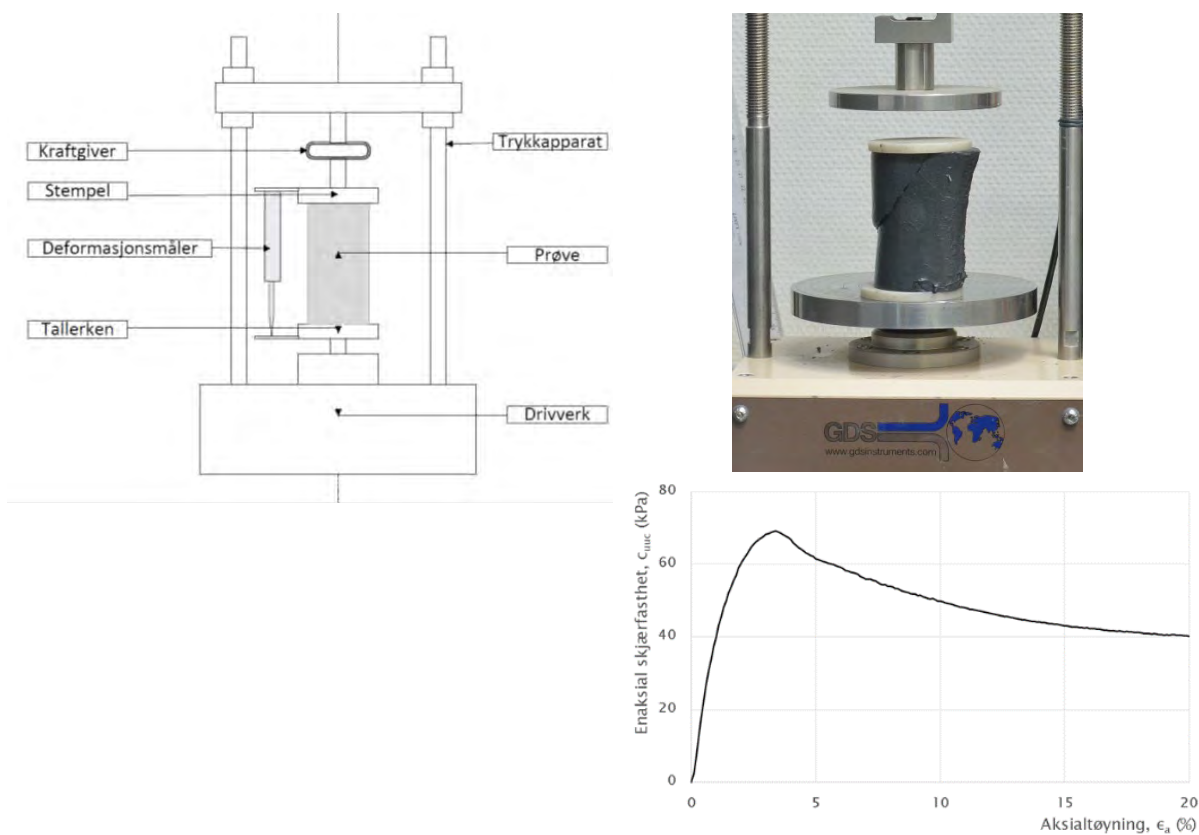 Kraftgiver
Stempel
Deformasjonsmåler
Tallerken
Trykkapparat
Prøve
Drivverk
GDS
www.gdsinstruments.com
Enaksial skjærfasthet, c_uuc (kPa)
80
60
40
20
0
0 5 10 15 20
Aksialtøyning, ϵ_a (%)